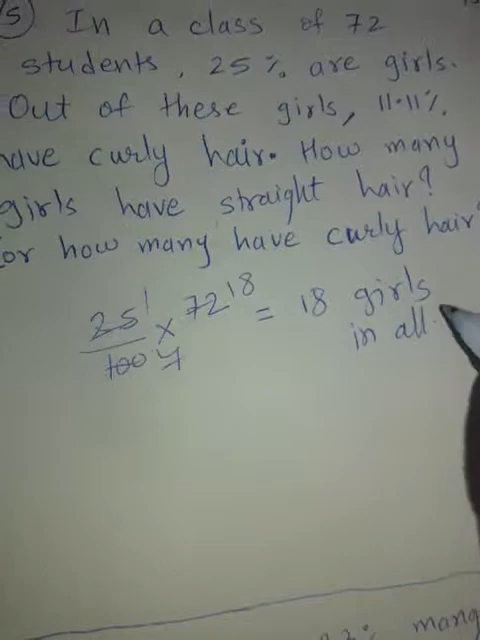 5) In a class of 72
students, 25% are girls.
Out of these girls, 11.11%
have curly hair. How many
girls have straight hair?
or how many have curly hair
25 1 / 100 4 × 72 18 = 18 girls
in all.
mang